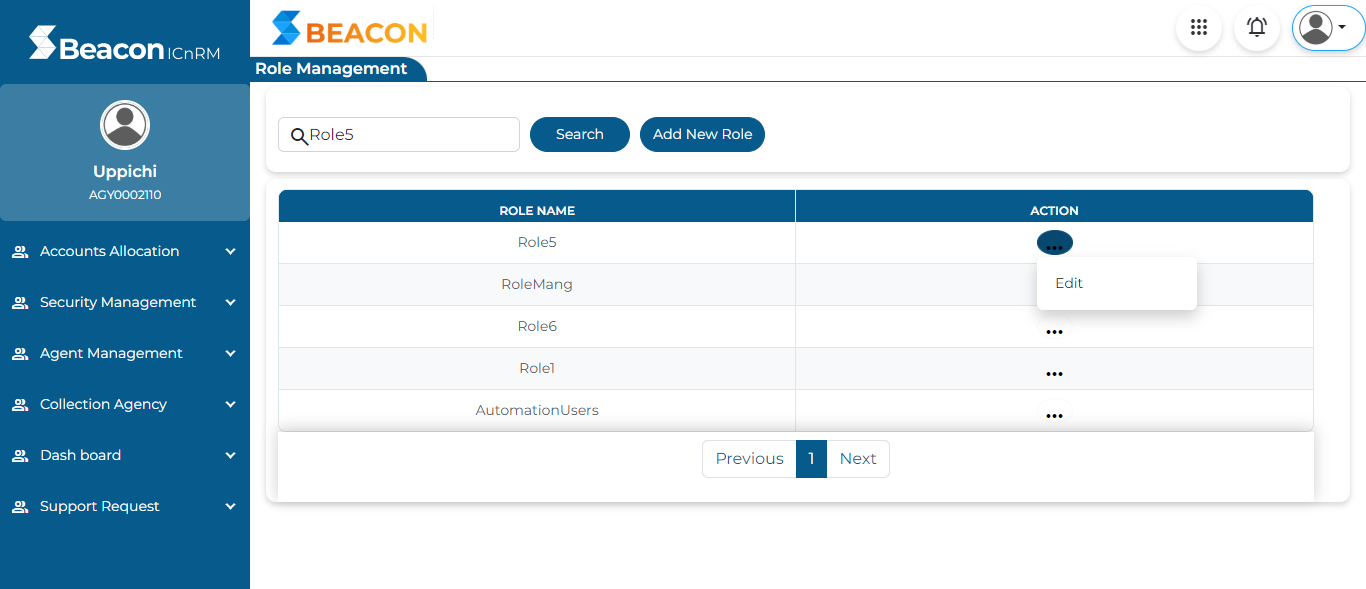 Beacon ICnRM
BEACON
Role Management
Uppichi
AGY0002110
Accounts Allocation
Security Management
Agent Management
Collection Agency
Dash board
Support Request
Role5
Search
Add New Role
ROLE NAME ACTION
Role5 ...
Edit
RoleMang
Role6 ...
Role1 ...
AutomationUsers ...
Previous 1 Next